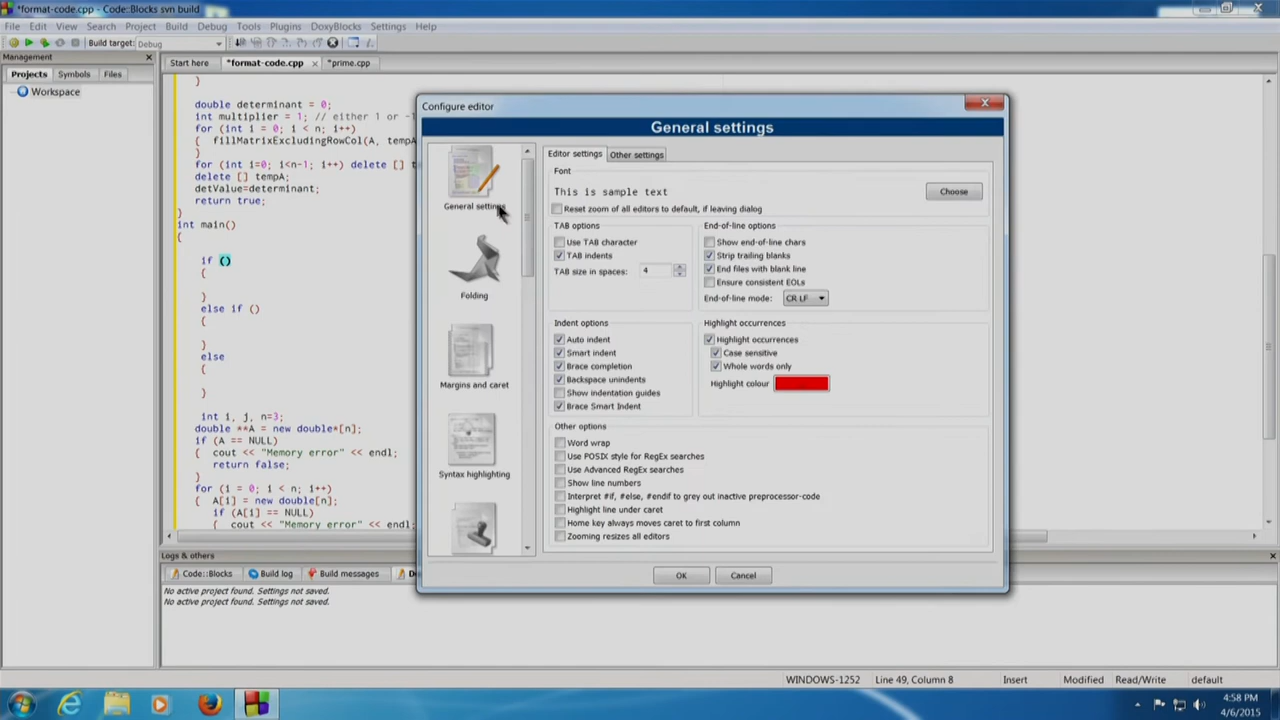 *format-code.cpp - Code::Blocks svn build
File Edit View Search Project Build Debug Tools Plugins DoxyBlocks Settings Help
Build target: Debug
Management
Projects Symbols Files
Workspace
Start here *format-code.cpp *prime.cpp
}
double determinant = 0;
int multiplier = 1; // either 1 or -1
for (int i = 0; i < n; i++)
{ fillMatrixExcludingRowCol(A, tempA
}
for (int i=0; i<n-1; i++) delete [] t
delete [] tempA;
detValue=determinant;
return true;
}
int main()
{
if ()
{
}
else if ()
{
}
else
{
}
int i, j, n=3;
double **A = new double*[n];
if (A == NULL)
{ cout << "Memory error" << endl;
return false;
}
for (i = 0; i < n; i++)
{ A[i] = new double[n];
if (A[i] == NULL)
{ cout << "Memory error" << endl;
Configure editor
General settings
General settings
Folding
Margins and caret
Syntax highlighting
Editor settings Other settings
Font
This is sample text
Choose
Reset zoom of all editors to default, if leaving dialog
TAB options
Use TAB character
TAB indents
TAB size in spaces: 4
End-of-line options
Show end-of-line chars
Strip trailing blanks
End files with blank line
Ensure consistent EOLs
End-of-line mode: CR LF
Indent options
Auto indent
Smart indent
Brace completion
Backspace unindents
Show indentation guides
Brace Smart Indent
Highlight occurrences
Highlight occurrences
Case sensitive
Whole words only
Highlight colour
Other options
Word wrap
Use POSIX style for RegEx searches
Use Advanced RegEx searches
Show line numbers
Interpret #if, #else, #endif to grey out inactive preprocessor-code
Highlight line under caret
Home key always moves caret to first column
Zooming resizes all editors
OK Cancel
Logs & others
Code::Blocks Build log Build messages
No active project found. Settings not saved.
No active project found. Settings not saved.
WINDOWS-1252 Line 49, Column 8 Insert Modified Read/Write default
4:58 PM
4/6/2015